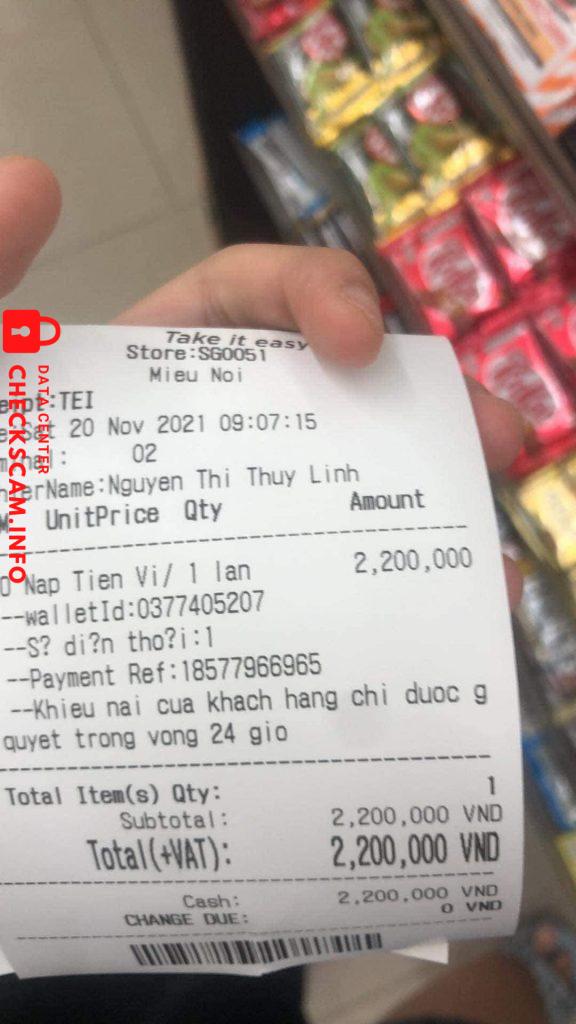 Take it easy
Store:SG0051
Mieu Noi
:TEI
Sat 20 Nov 2021 09:07:15
: 02
Name:Nguyen Thi Thuy Linh
UnitPrice Qty Amount
Nap Tien Vi/ 1 lan 2,200,000
--walletId:0377405207
--S? di?n tho?i:1
--Payment Ref:18577966965
--Khieu nai cua khach hang chi duoc g
quyet trong vong 24 gio
Total Item(s) Qty: 1
Subtotal: 2,200,000 VND
Total(+VAT): 2,200,000 VND
Cash: 2,200,000 VND
CHANGE DUE: 0 VND
DATA CENTER
CHECKSCAM.INFO